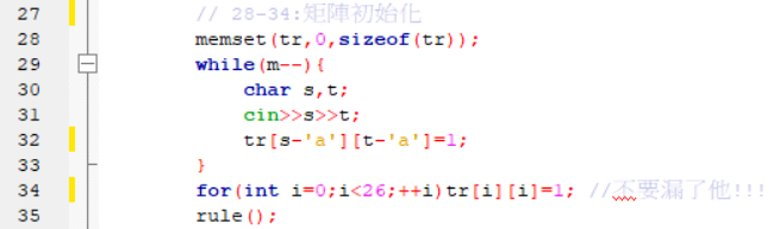 27 // 28-34:矩陣初始化
28 memset(tr,0,sizeof(tr));
29 while(m--){
30 char s,t;
31 cin>>s>>t;
32 tr[s-'a'][t-'a']=1;
33 }
34 for(int i=0;i<26;++i)tr[i][i]=1; //不要漏了他!!!
35 rule();